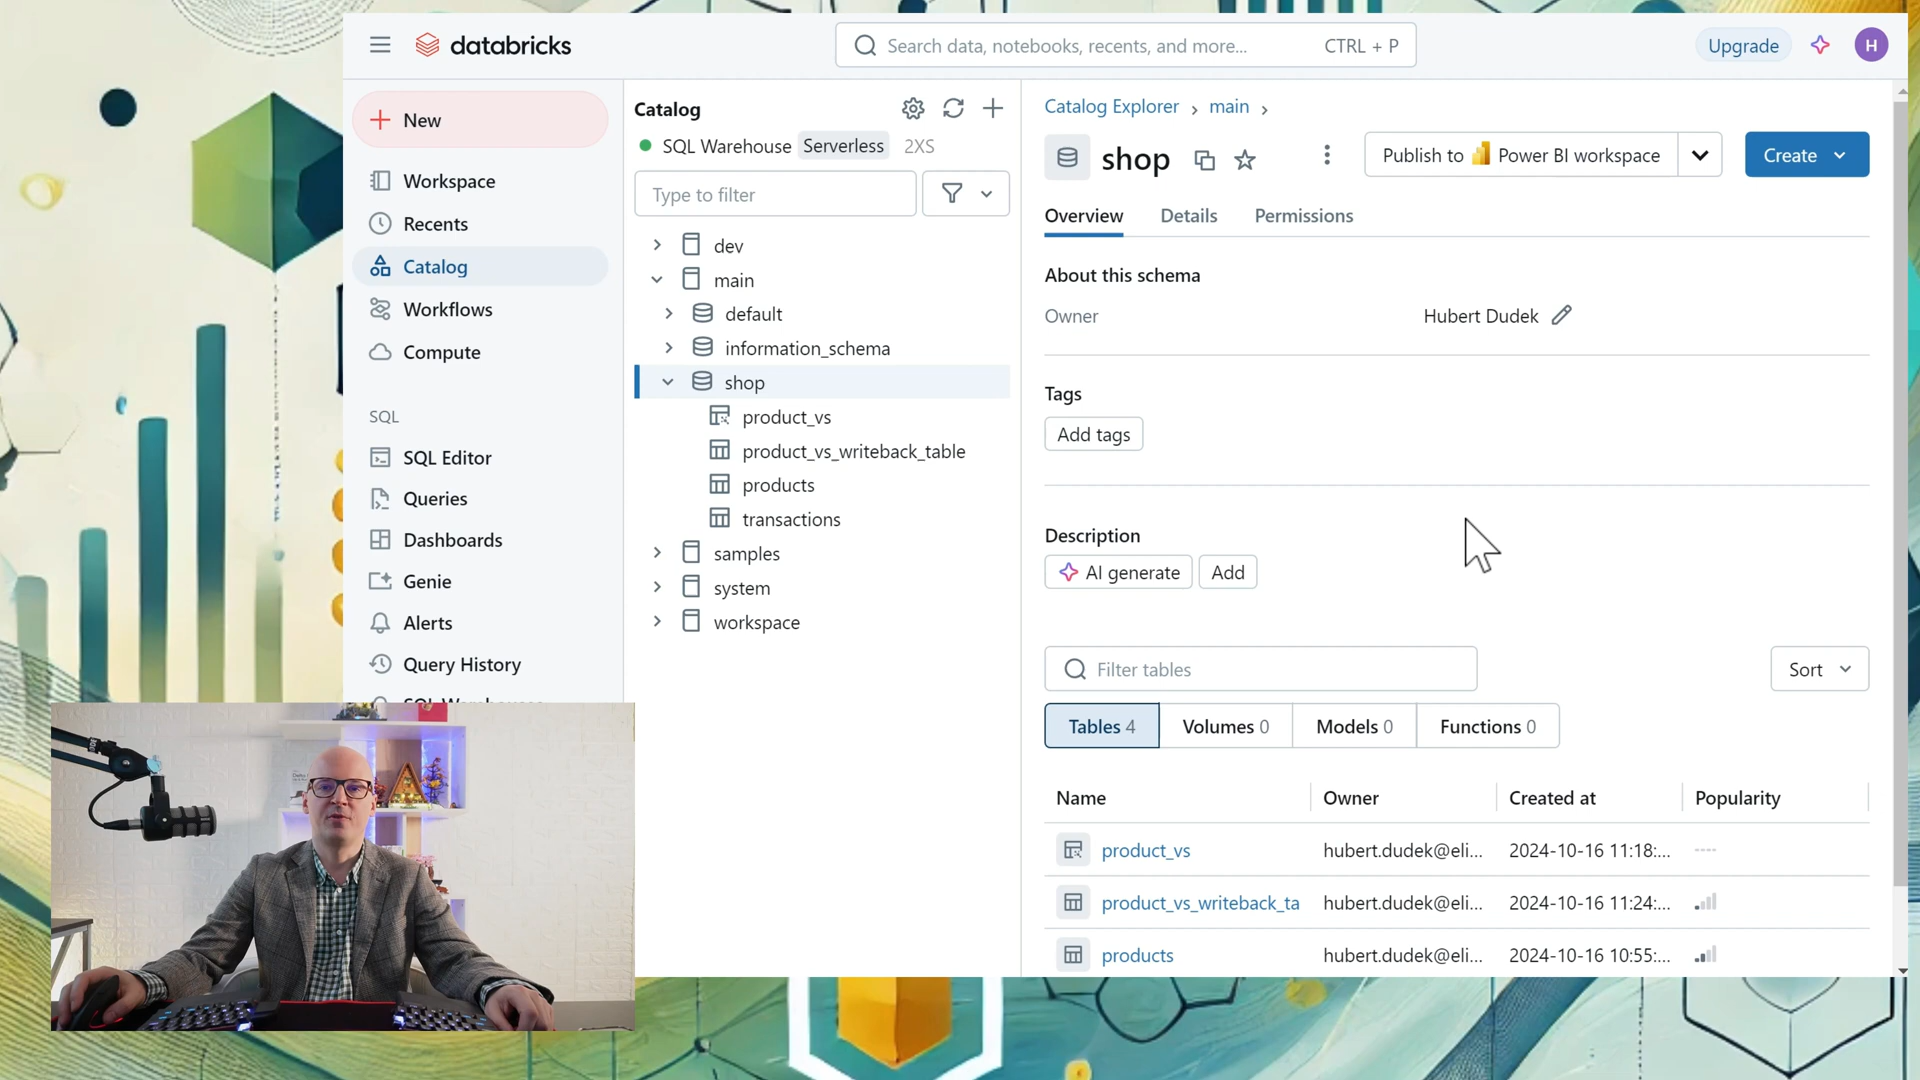 databricks
Search data, notebooks, recents, and more...
CTRL + P
Upgrade
H
New
Workspace
Recents
Catalog
Workflows
Compute
SQL
SQL Editor
Queries
Dashboards
Genie
Alerts
Query History
Catalog
SQL Warehouse Serverless 2XS
Type to filter
dev
main
default
information_schema
shop
product_vs
product_vs_writeback_table
products
transactions
samples
system
workspace
Catalog Explorer › main ›
shop
Publish to Power BI workspace
Create
Overview Details Permissions
About this schema
Owner Hubert Dudek
Tags
Add tags
Description
AI generate Add
Filter tables
Sort
Tables 4 Volumes 0 Models 0 Functions 0
Name Owner Created at Popularity
product_vs hubert.dudek@eli... 2024-10-16 11:18:...
product_vs_writeback_ta hubert.dudek@eli... 2024-10-16 11:24:...
products hubert.dudek@eli... 2024-10-16 10:55:...